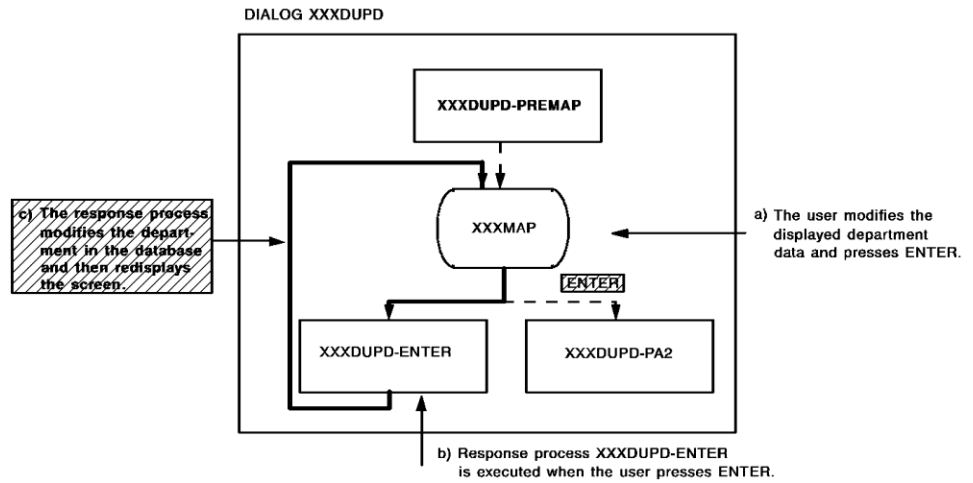 DIALOG XXXDUPD
XXXDUPD-PREMAP
XXXMAP
c) The response process
modifies the depart-
ment in the database
and then redisplays
the screen.
a) The user modifies the
displayed department
data and presses ENTER.
ENTER
XXXDUPD-ENTER
XXXDUPD-PA2
b) Response process XXXDUPD-ENTER
is executed when the user presses ENTER.